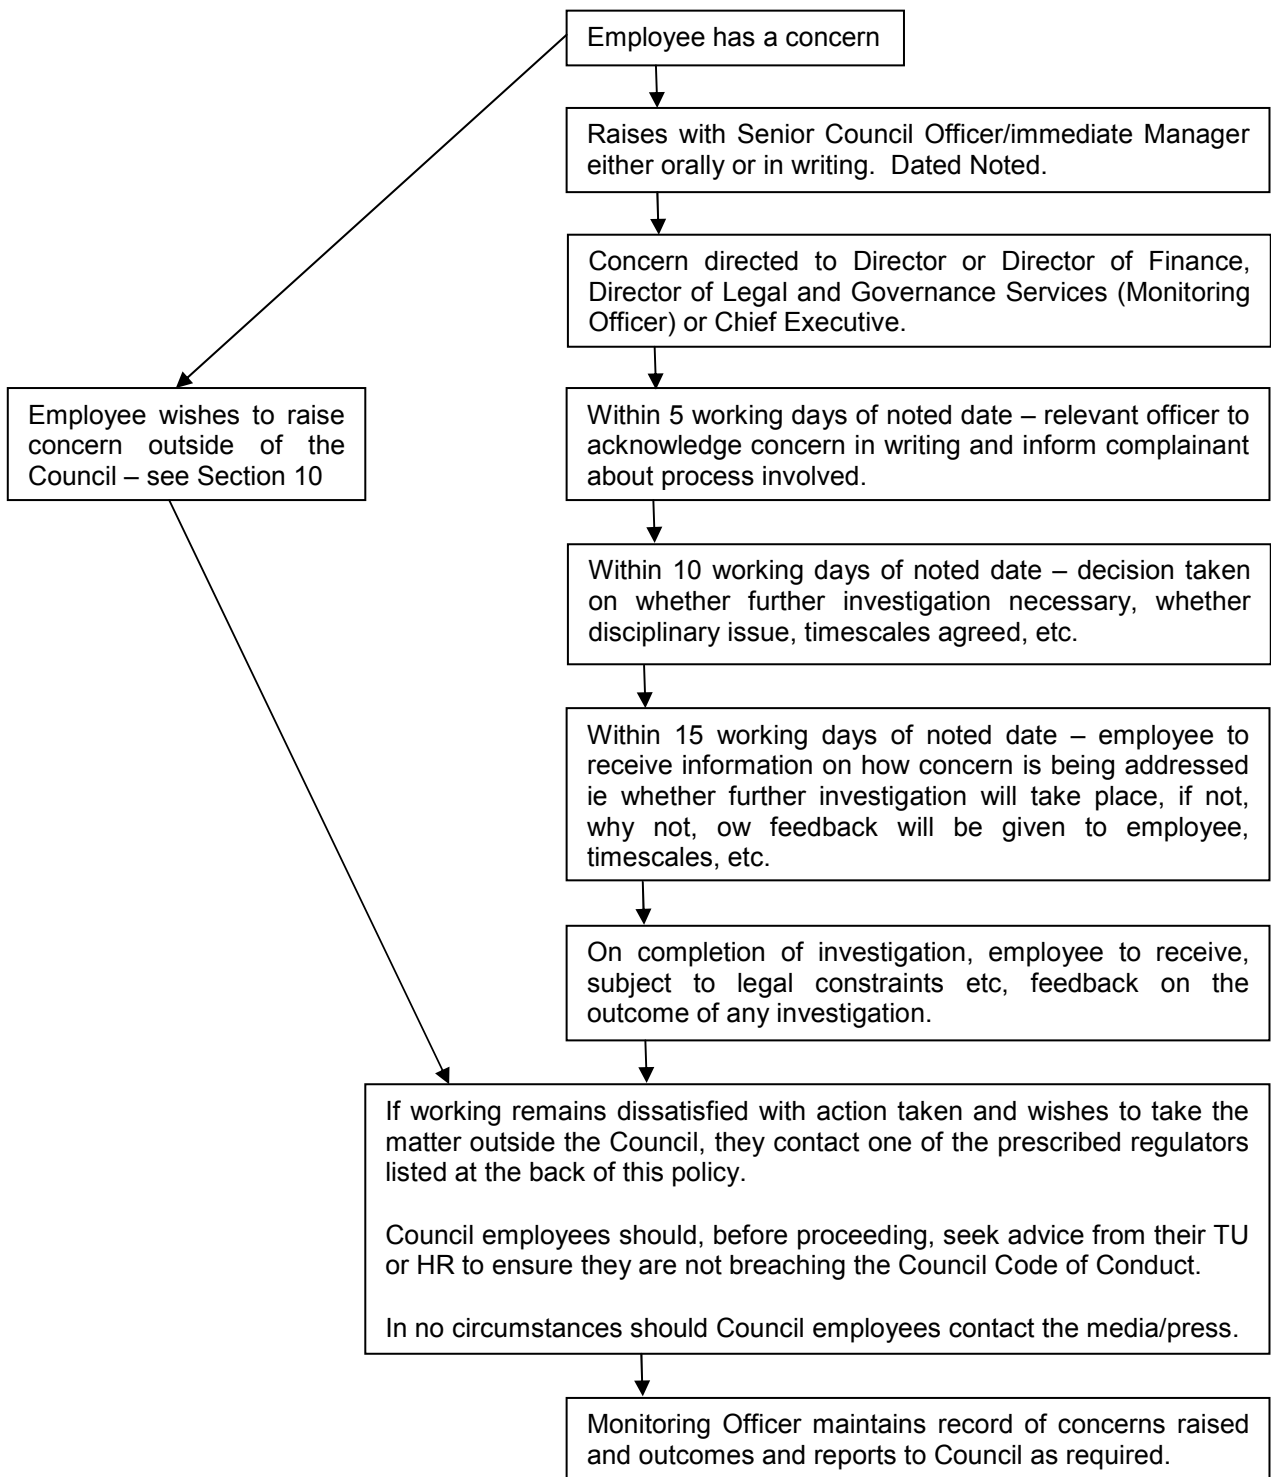 Employee has a concern
Raises with Senior Council Officer/immediate Manager
either orally or in writing.  Dated Noted.
Concern directed to Director or Director of Finance,
Director of Legal and Governance Services (Monitoring
Officer) or Chief Executive.
Employee wishes to raise
concern outside of the
Council – see Section 10
Within 5 working days of noted date – relevant officer to
acknowledge concern in writing and inform complainant
about process involved.
Within 10 working days of noted date – decision taken
on whether further investigation necessary, whether
disciplinary issue, timescales agreed, etc.
Within 15 working days of noted date – employee to
receive information on how concern is being addressed
ie whether further investigation will take place, if not,
why not, ow feedback will be given to employee,
timescales, etc.
On completion of investigation, employee to receive,
subject to legal constraints etc, feedback on the
outcome of any investigation.
If working remains dissatisfied with action taken and wishes to take the
matter outside the Council, they contact one of the prescribed regulators
listed at the back of this policy.
Council employees should, before proceeding, seek advice from their TU
or HR to ensure they are not breaching the Council Code of Conduct.
In no circumstances should Council employees contact the media/press.
Monitoring Officer maintains record of concerns raised
and outcomes and reports to Council as required.